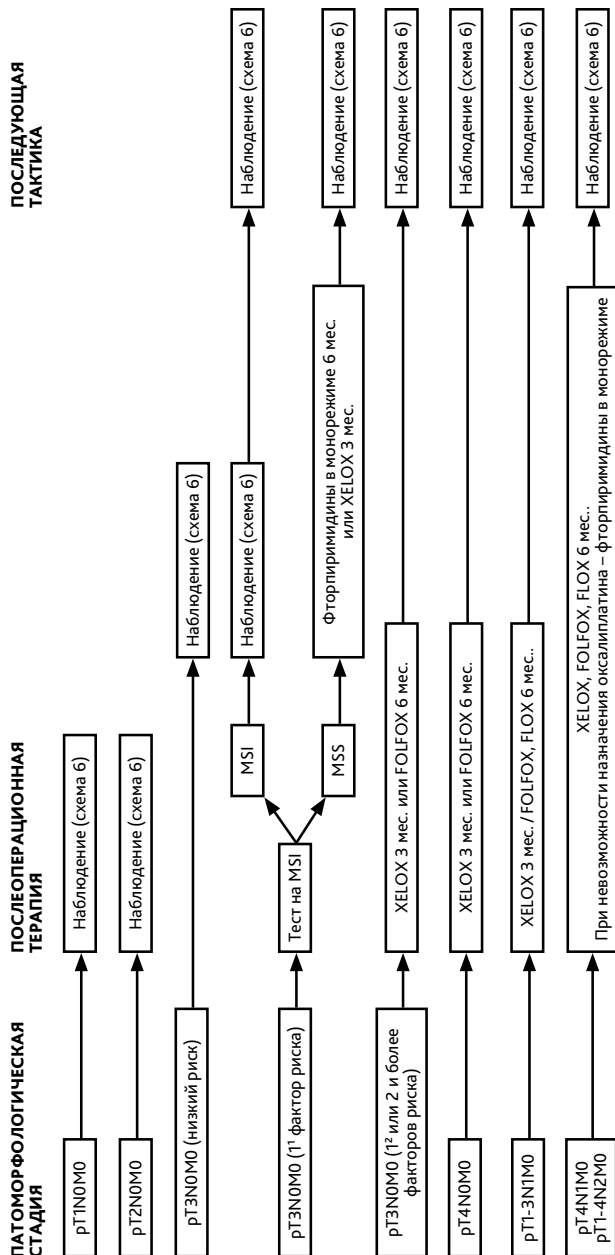 ПАТОМОРФОЛОГИЧЕСКАЯ
СТАДИЯ
ПОСЛЕОПЕРАЦИОННАЯ
ТЕРАПИЯ
ПОСЛЕДУЮЩАЯ
ТАКТИКА
pT1N0M0
Наблюдение (схема 6)
pT2N0M0
Наблюдение (схема 6)
pT3N0M0 (низкий риск)
Наблюдение (схема 6)
pT3N0M0 (1¹ фактор риска)
Тест на MSI
MSI
Наблюдение (схема 6)
Наблюдение (схема 6)
MSS
Фторпиримидины в монорежиме 6 мес.
или XELOX 3 мес.
Наблюдение (схема 6)
pT3N0M0 (1² или 2 и более
факторов риска)
XELOX 3 мес. или FOLFOX 6 мес.
Наблюдение (схема 6)
pT4N0M0
XELOX 3 мес. или FOLFOX 6 мес.
Наблюдение (схема 6)
pT1-3N1M0
XELOX 3 мес. / FOLFOX, FLOX 6 мес..
Наблюдение (схема 6)
pT4N1M0
pT1-4N2M0
XELOX, FOLFOX, FLOX 6 мес..
При невозможности назначения оксалиплатина – фторпиримидины в монорежиме
Наблюдение (схема 6)